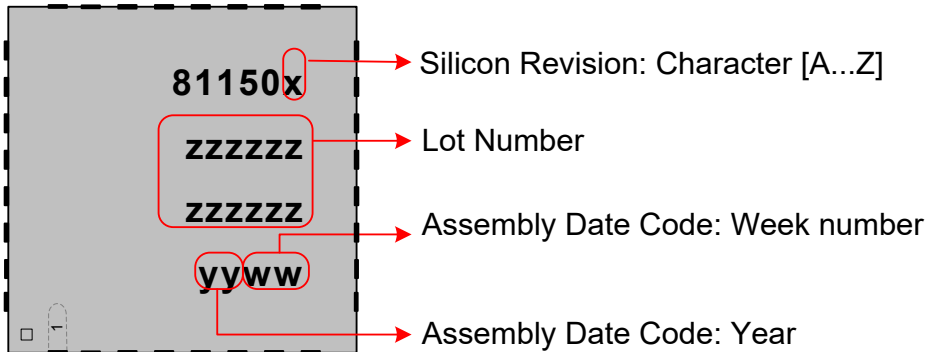 81150x
Silicon Revision: Character [A...Z]
zzzzzz
Lot Number
zzzzzz
Assembly Date Code: Week number
yyww
1
Assembly Date Code: Year